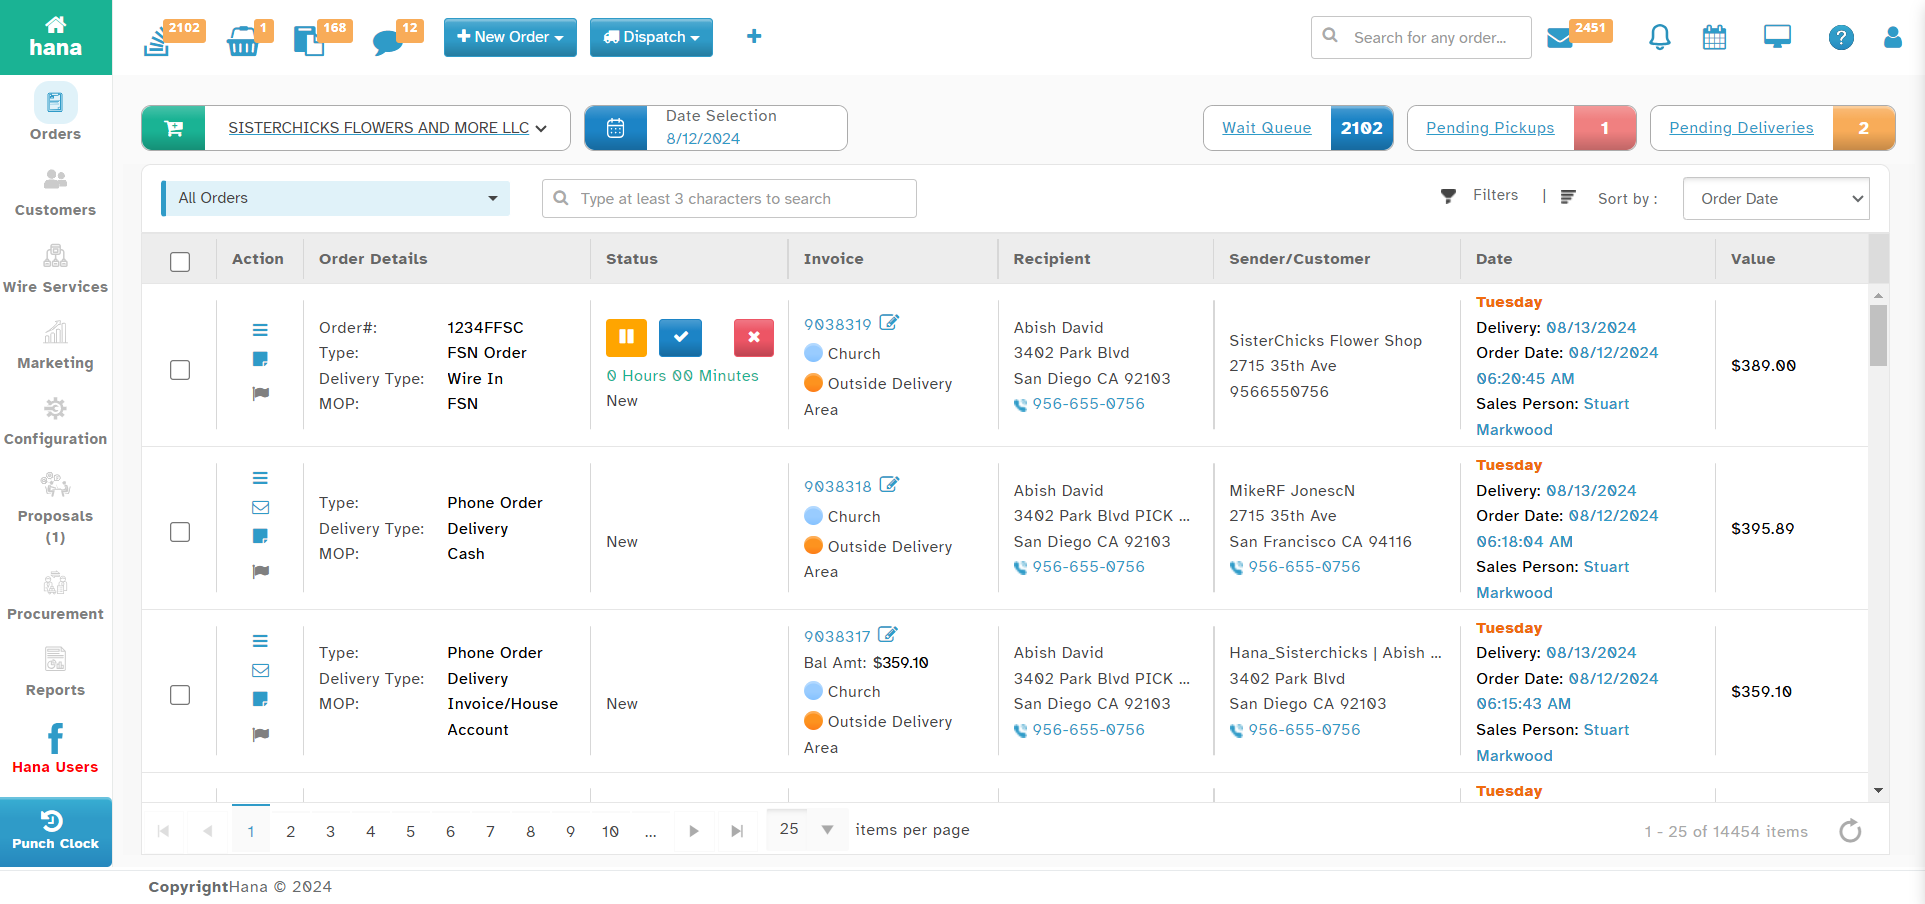 hana
2102
1
168
12
New Order
Dispatch
Search for any order...
2451
Orders
Customers
Wire Services
Marketing
Configuration
Proposals
(1)
Procurement
Reports
Hana Users
Punch Clock
SISTERCHICKS FLOWERS AND MORE LLC
Date Selection
8/12/2024
Wait Queue 2102
Pending Pickups 1
Pending Deliveries 2
All Orders
Type at least 3 characters to search
Filters | Sort by : Order Date
Action Order Details Status Invoice Recipient Sender/Customer Date Value
Order#: 1234FFSC
Type: FSN Order
Delivery Type: Wire In
MOP: FSN
0 Hours 00 Minutes
New
9038319
Church
Outside Delivery
Area
Abish David
3402 Park Blvd
San Diego CA 92103
956-655-0756
SisterChicks Flower Shop
2715 35th Ave
9566550756
Tuesday
Delivery: 08/13/2024
Order Date: 08/12/2024
06:20:45 AM
Sales Person: Stuart
Markwood
$389.00
Type: Phone Order
Delivery Type: Delivery
MOP: Cash
New
9038318
Church
Outside Delivery
Area
Abish David
3402 Park Blvd PICK ...
San Diego CA 92103
956-655-0756
MikeRF JonescN
2715 35th Ave
San Francisco CA 94116
956-655-0756
Tuesday
Delivery: 08/13/2024
Order Date: 08/12/2024
06:18:04 AM
Sales Person: Stuart
Markwood
$395.89
Type: Phone Order
Delivery Type: Delivery
MOP: Invoice/House
Account
New
9038317
Bal Amt: $359.10
Church
Outside Delivery
Area
Abish David
3402 Park Blvd PICK ...
San Diego CA 92103
956-655-0756
Hana_Sisterchicks | Abish ...
3402 Park Blvd
San Diego CA 92103
956-655-0756
Tuesday
Delivery: 08/13/2024
Order Date: 08/12/2024
06:15:43 AM
Sales Person: Stuart
Markwood
$359.10
Tuesday
1 2 3 4 5 6 7 8 9 10 ... 25 items per page
1 - 25 of 14454 items
CopyrightHana © 2024